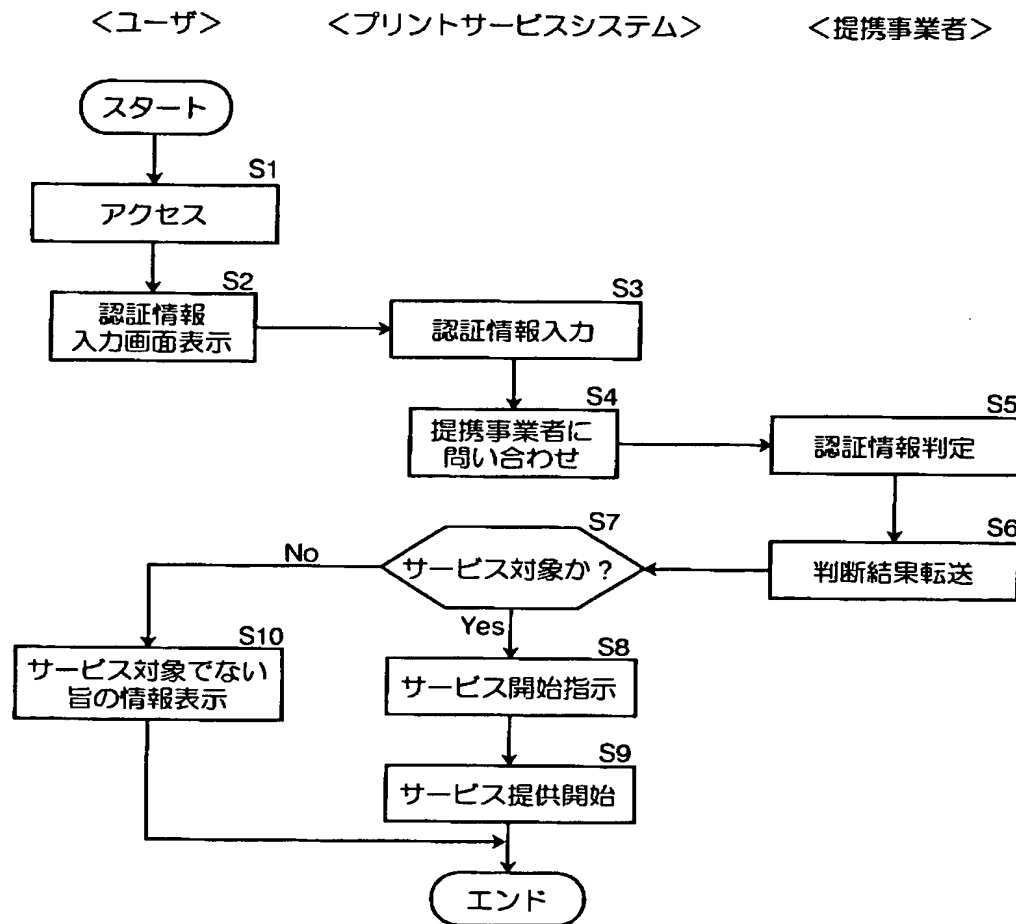 ＜ユーザ＞
＜プリントサービスシステム＞
＜提携事業者＞
スタート
S1
アクセス
S2
認証情報
入力画面表示
S3
認証情報入力
S4
提携事業者に
問い合わせ
S5
認証情報判定
S6
判断結果転送
S7
サービス対象か？
No
Yes
S10
サービス対象でない
旨の情報表示
S8
サービス開始指示
S9
サービス提供開始
エンド